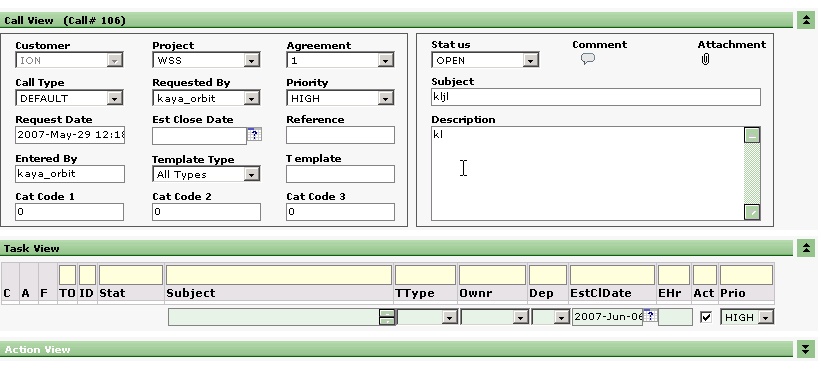 Call View (Call# 106)
Customer Project Agreement
ION WSS 1
Call Type Requested By Priority
DEFAULT kaya_orbit HIGH
Request Date Est Close Date Reference
2007-May-29 12:18
Entered By Template Type Template
kaya_orbit All Types
Cat Code 1 Cat Code 2 Cat Code 3
0 0 0
Status Comment Attachment
OPEN
Subject
kljl
Description
kl
Task View
C A F TO ID Stat Subject TType Ownr Dep EstClDate EHr Act Prio
2007-Jun-06 ? HIGH
Action View